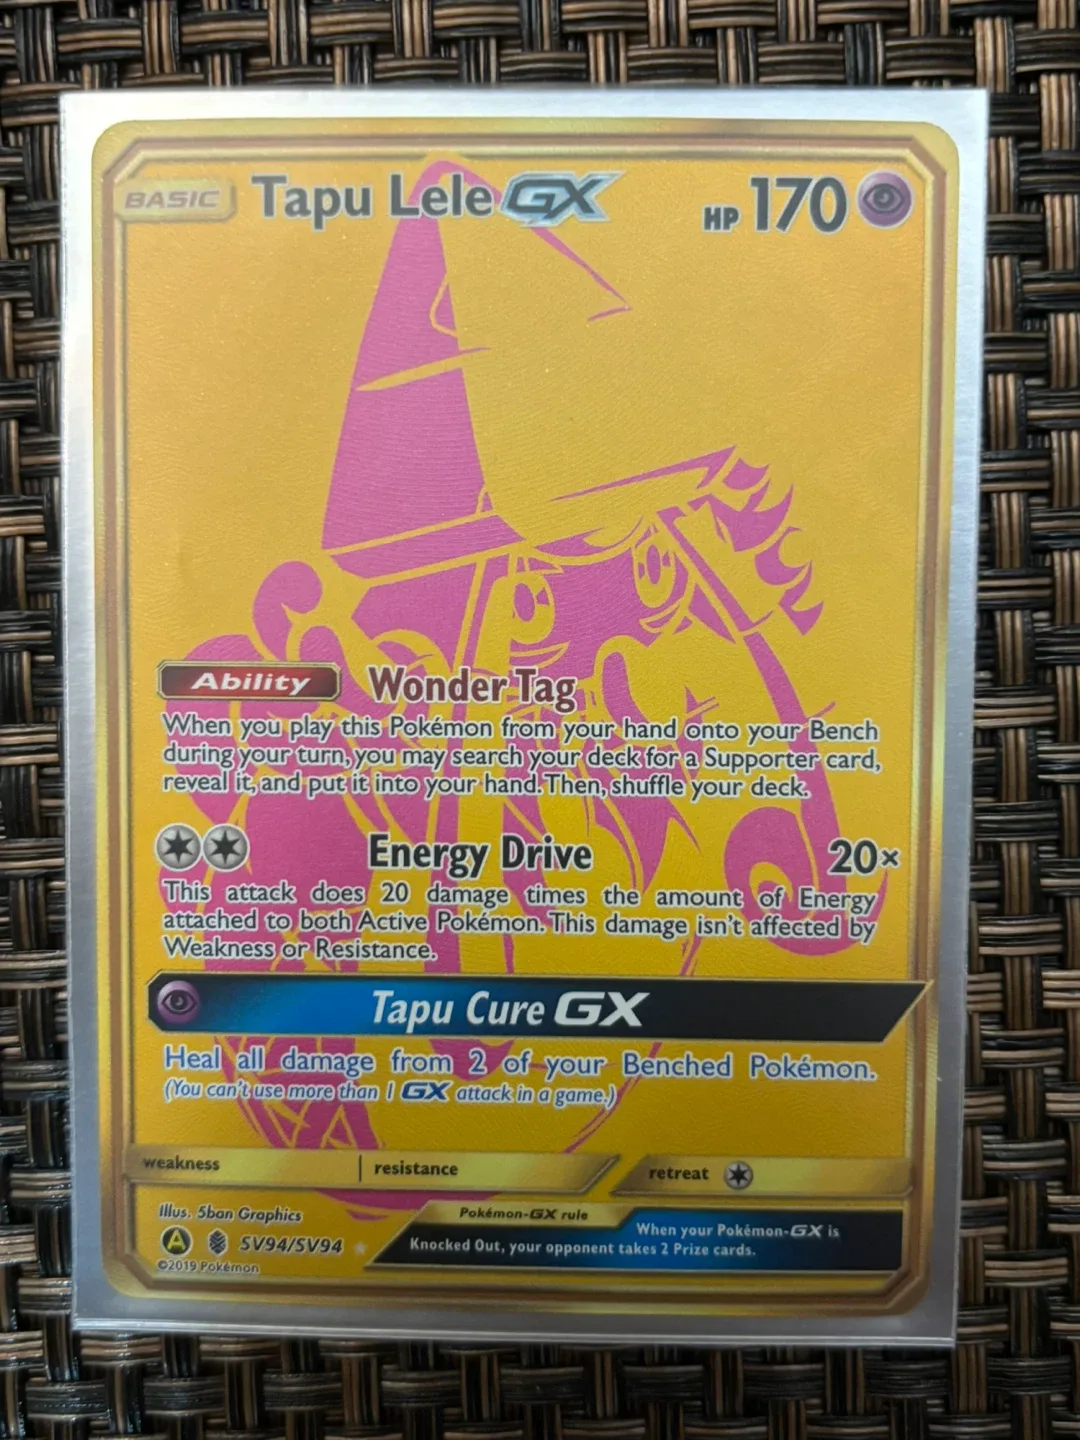 BASIC Tapu Lele GX HP 170
Ability Wonder Tag
When you play this Pokémon from your hand onto your Bench
during your turn, you may search your deck for a Supporter card,
reveal it, and put it into your hand. Then, shuffle your deck.
Energy Drive 20×
This attack does 20 damage times the amount of Energy
attached to both Active Pokémon. This damage isn't affected by
Weakness or Resistance.
Tapu Cure GX
Heal all damage from 2 of your Benched Pokémon.
(You can't use more than 1 GX attack in a game.)
weakness resistance retreat
Illus. 5ban Graphics
A SV94/SV94
©2019 Pokémon
Pokémon-GX rule
When your Pokémon-GX is
Knocked Out, your opponent takes 2 Prize cards.